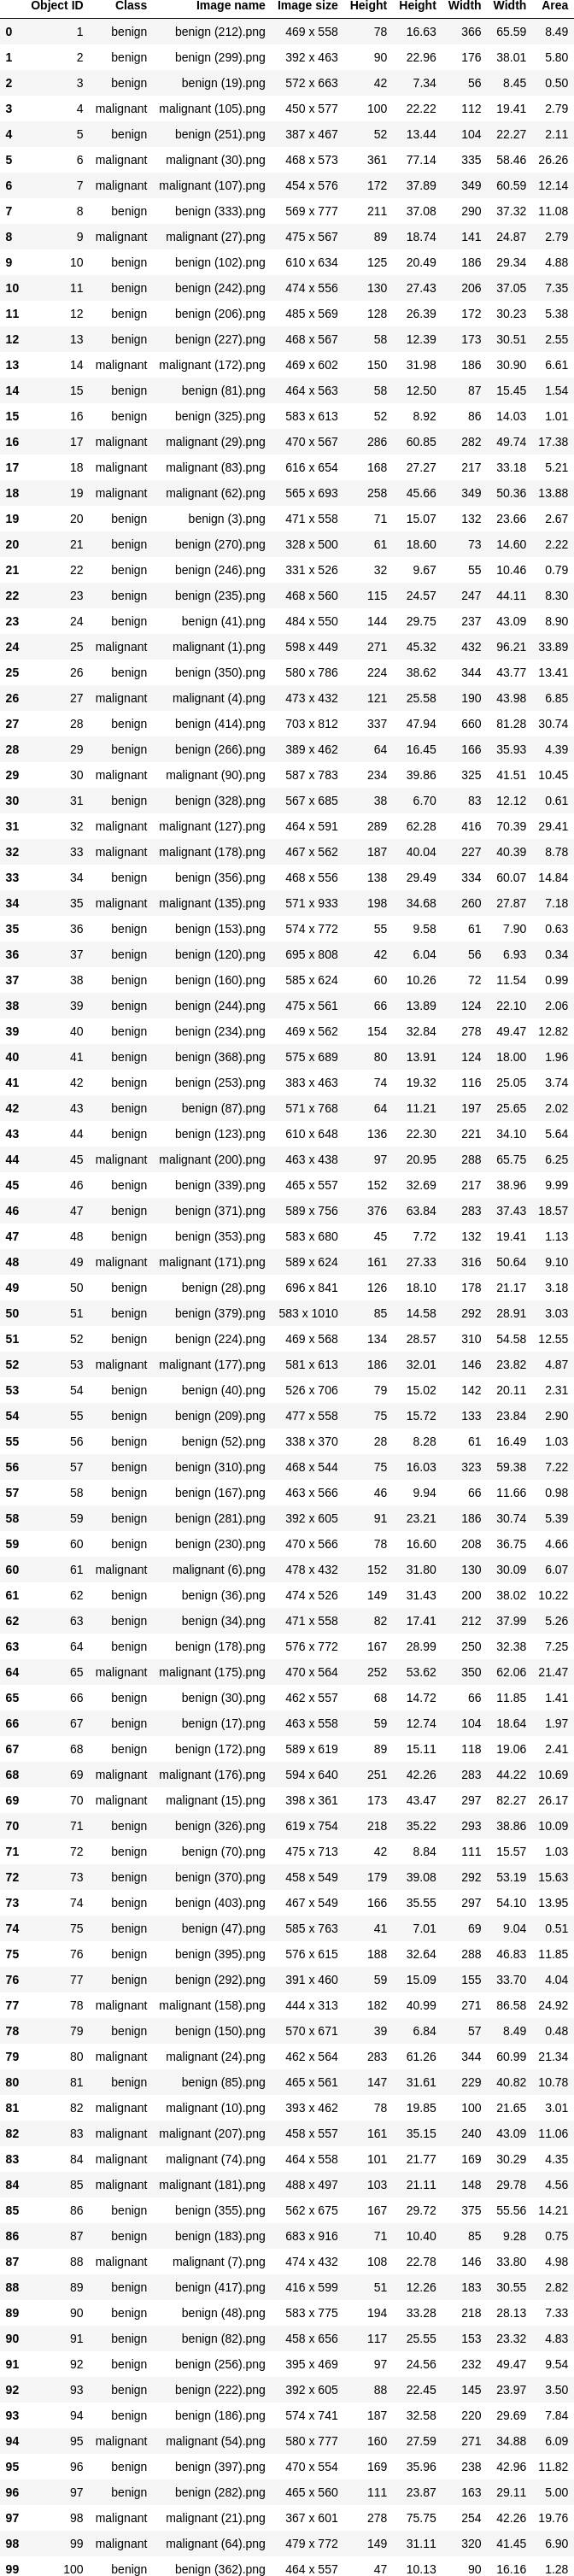 Object ID Class Image name Image size Height Height Width Width Area
0 1 benign benign (212).png 469 x 558 78 16.63 366 65.59 8.49
1 2 benign benign (299).png 392 x 463 90 22.96 176 38.01 5.80
2 3 benign benign (19).png 572 x 663 42 7.34 56 8.45 0.50
3 4 malignant malignant (105).png 450 x 577 100 22.22 112 19.41 2.79
4 5 benign benign (251).png 387 x 467 52 13.44 104 22.27 2.11
5 6 malignant malignant (30).png 468 x 573 361 77.14 335 58.46 26.26
6 7 malignant malignant (107).png 454 x 576 172 37.89 349 60.59 12.14
7 8 benign benign (333).png 569 x 777 211 37.08 290 37.32 11.08
8 9 malignant malignant (27).png 475 x 567 89 18.74 141 24.87 2.79
9 10 benign benign (102).png 610 x 634 125 20.49 186 29.34 4.88
10 11 benign benign (242).png 474 x 556 130 27.43 206 37.05 7.35
11 12 benign benign (206).png 485 x 569 128 26.39 172 30.23 5.38
12 13 benign benign (227).png 468 x 567 58 12.39 173 30.51 2.55
13 14 malignant malignant (172).png 469 x 602 150 31.98 186 30.90 6.61
14 15 benign benign (81).png 464 x 563 58 12.50 87 15.45 1.54
15 16 benign benign (325).png 583 x 613 52 8.92 86 14.03 1.01
16 17 malignant malignant (29).png 470 x 567 286 60.85 282 49.74 17.38
17 18 malignant malignant (83).png 616 x 654 168 27.27 217 33.18 5.21
18 19 malignant malignant (62).png 565 x 693 258 45.66 349 50.36 13.88
19 20 benign benign (3).png 471 x 558 71 15.07 132 23.66 2.67
20 21 benign benign (270).png 328 x 500 61 18.60 73 14.60 2.22
21 22 benign benign (246).png 331 x 526 32 9.67 55 10.46 0.79
22 23 benign benign (235).png 468 x 560 115 24.57 247 44.11 8.30
23 24 benign benign (41).png 484 x 550 144 29.75 237 43.09 8.90
24 25 malignant malignant (1).png 598 x 449 271 45.32 432 96.21 33.89
25 26 benign benign (350).png 580 x 786 224 38.62 344 43.77 13.41
26 27 malignant malignant (4).png 473 x 432 121 25.58 190 43.98 6.85
27 28 benign benign (414).png 703 x 812 337 47.94 660 81.28 30.74
28 29 benign benign (266).png 389 x 462 64 16.45 166 35.93 4.39
29 30 malignant malignant (90).png 587 x 783 234 39.86 325 41.51 10.45
30 31 benign benign (328).png 567 x 685 38 6.70 83 12.12 0.61
31 32 malignant malignant (127).png 464 x 591 289 62.28 416 70.39 29.41
32 33 malignant malignant (178).png 467 x 562 187 40.04 227 40.39 8.78
33 34 benign benign (356).png 468 x 556 138 29.49 334 60.07 14.84
34 35 malignant malignant (135).png 571 x 933 198 34.68 260 27.87 7.18
35 36 benign benign (153).png 574 x 772 55 9.58 61 7.90 0.63
36 37 benign benign (120).png 695 x 808 42 6.04 56 6.93 0.34
37 38 benign benign (160).png 585 x 624 60 10.26 72 11.54 0.99
38 39 benign benign (244).png 475 x 561 66 13.89 124 22.10 2.06
39 40 benign benign (234).png 469 x 562 154 32.84 278 49.47 12.82
40 41 benign benign (368).png 575 x 689 80 13.91 124 18.00 1.96
41 42 benign benign (253).png 383 x 463 74 19.32 116 25.05 3.74
42 43 benign benign (87).png 571 x 768 64 11.21 197 25.65 2.02
43 44 benign benign (123).png 610 x 648 136 22.30 221 34.10 5.64
44 45 malignant malignant (200).png 463 x 438 97 20.95 288 65.75 6.25
45 46 benign benign (339).png 465 x 557 152 32.69 217 38.96 9.99
46 47 benign benign (371).png 589 x 756 376 63.84 283 37.43 18.57
47 48 benign benign (353).png 583 x 680 45 7.72 132 19.41 1.13
48 49 malignant malignant (171).png 589 x 624 161 27.33 316 50.64 9.10
49 50 benign benign (28).png 696 x 841 126 18.10 178 21.17 3.18
50 51 benign benign (379).png 583 x 1010 85 14.58 292 28.91 3.03
51 52 benign benign (224).png 469 x 568 134 28.57 310 54.58 12.55
52 53 malignant malignant (177).png 581 x 613 186 32.01 146 23.82 4.87
53 54 benign benign (40).png 526 x 706 79 15.02 142 20.11 2.31
54 55 benign benign (209).png 477 x 558 75 15.72 133 23.84 2.90
55 56 benign benign (52).png 338 x 370 28 8.28 61 16.49 1.03
56 57 benign benign (310).png 468 x 544 75 16.03 323 59.38 7.22
57 58 benign benign (167).png 463 x 566 46 9.94 66 11.66 0.98
58 59 benign benign (281).png 392 x 605 91 23.21 186 30.74 5.39
59 60 benign benign (230).png 470 x 566 78 16.60 208 36.75 4.66
60 61 malignant malignant (6).png 478 x 432 152 31.80 130 30.09 6.07
61 62 benign benign (36).png 474 x 526 149 31.43 200 38.02 10.22
62 63 benign benign (34).png 471 x 558 82 17.41 212 37.99 5.26
63 64 benign benign (178).png 576 x 772 167 28.99 250 32.38 7.25
64 65 malignant malignant (175).png 470 x 564 252 53.62 350 62.06 21.47
65 66 benign benign (30).png 462 x 557 68 14.72 66 11.85 1.41
66 67 benign benign (17).png 463 x 558 59 12.74 104 18.64 1.97
67 68 benign benign (172).png 589 x 619 89 15.11 118 19.06 2.41
68 69 malignant malignant (176).png 594 x 640 251 42.26 283 44.22 10.69
69 70 malignant malignant (15).png 398 x 361 173 43.47 297 82.27 26.17
70 71 benign benign (326).png 619 x 754 218 35.22 293 38.86 10.09
71 72 benign benign (70).png 475 x 713 42 8.84 111 15.57 1.03
72 73 benign benign (370).png 458 x 549 179 39.08 292 53.19 15.63
73 74 benign benign (403).png 467 x 549 166 35.55 297 54.10 13.95
74 75 benign benign (47).png 585 x 763 41 7.01 69 9.04 0.51
75 76 benign benign (395).png 576 x 615 188 32.64 288 46.83 11.85
76 77 benign benign (292).png 391 x 460 59 15.09 155 33.70 4.04
77 78 malignant malignant (158).png 444 x 313 182 40.99 271 86.58 24.92
78 79 benign benign (150).png 570 x 671 39 6.84 57 8.49 0.48
79 80 malignant malignant (24).png 462 x 564 283 61.26 344 60.99 21.34
80 81 benign benign (85).png 465 x 561 147 31.61 229 40.82 10.78
81 82 malignant malignant (10).png 393 x 462 78 19.85 100 21.65 3.01
82 83 malignant malignant (207).png 458 x 557 161 35.15 240 43.09 11.06
83 84 malignant malignant (74).png 464 x 558 101 21.77 169 30.29 4.35
84 85 malignant malignant (181).png 488 x 497 103 21.11 148 29.78 4.56
85 86 benign benign (355).png 562 x 675 167 29.72 375 55.56 14.21
86 87 benign benign (183).png 683 x 916 71 10.40 85 9.28 0.75
87 88 malignant malignant (7).png 474 x 432 108 22.78 146 33.80 4.98
88 89 benign benign (417).png 416 x 599 51 12.26 183 30.55 2.82
89 90 benign benign (48).png 583 x 775 194 33.28 218 28.13 7.33
90 91 benign benign (82).png 458 x 656 117 25.55 153 23.32 4.83
91 92 benign benign (256).png 395 x 469 97 24.56 232 49.47 9.54
92 93 benign benign (222).png 392 x 605 88 22.45 145 23.97 3.50
93 94 benign benign (186).png 574 x 741 187 32.58 220 29.69 7.84
94 95 malignant malignant (54).png 580 x 777 160 27.59 271 34.88 6.09
95 96 benign benign (397).png 470 x 554 169 35.96 238 42.96 11.82
96 97 benign benign (282).png 465 x 560 111 23.87 163 29.11 5.00
97 98 malignant malignant (21).png 367 x 601 278 75.75 254 42.26 19.76
98 99 malignant malignant (64).png 479 x 772 149 31.11 320 41.45 6.90
99 100 benign benign (362).png 464 x 557 47 10.13 90 16.16 1.28